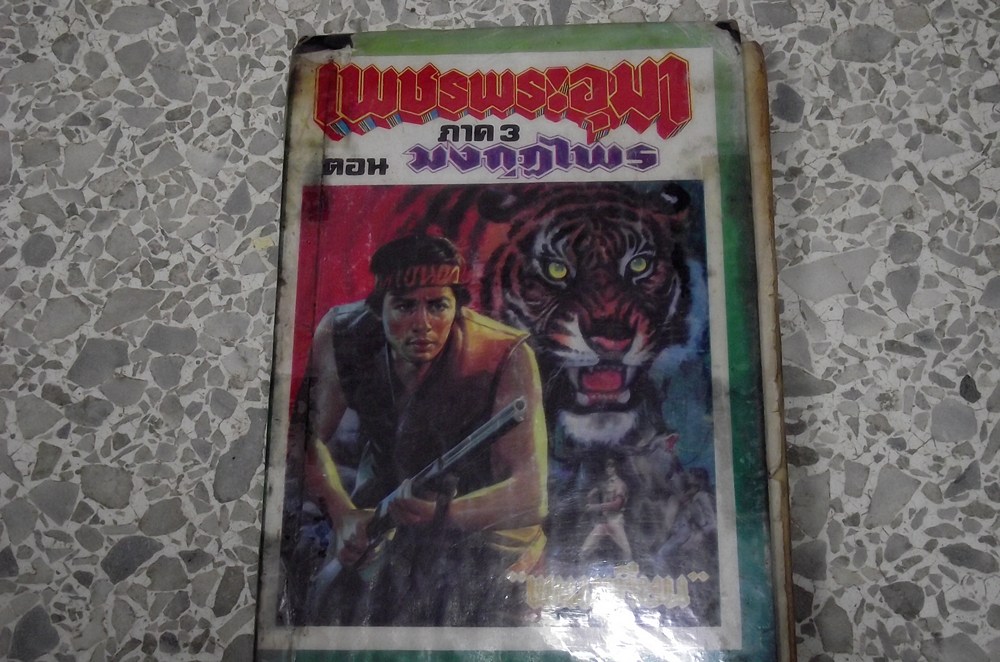 เพชรพระอุมา
ภาค ๓
ตอน มงกุฎไพร